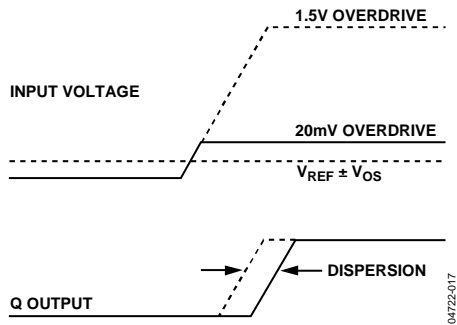 1.5V OVERDRIVE
INPUT VOLTAGE
20mV OVERDRIVE
VREF ± VOS
DISPERSION
Q OUTPUT
04722-017